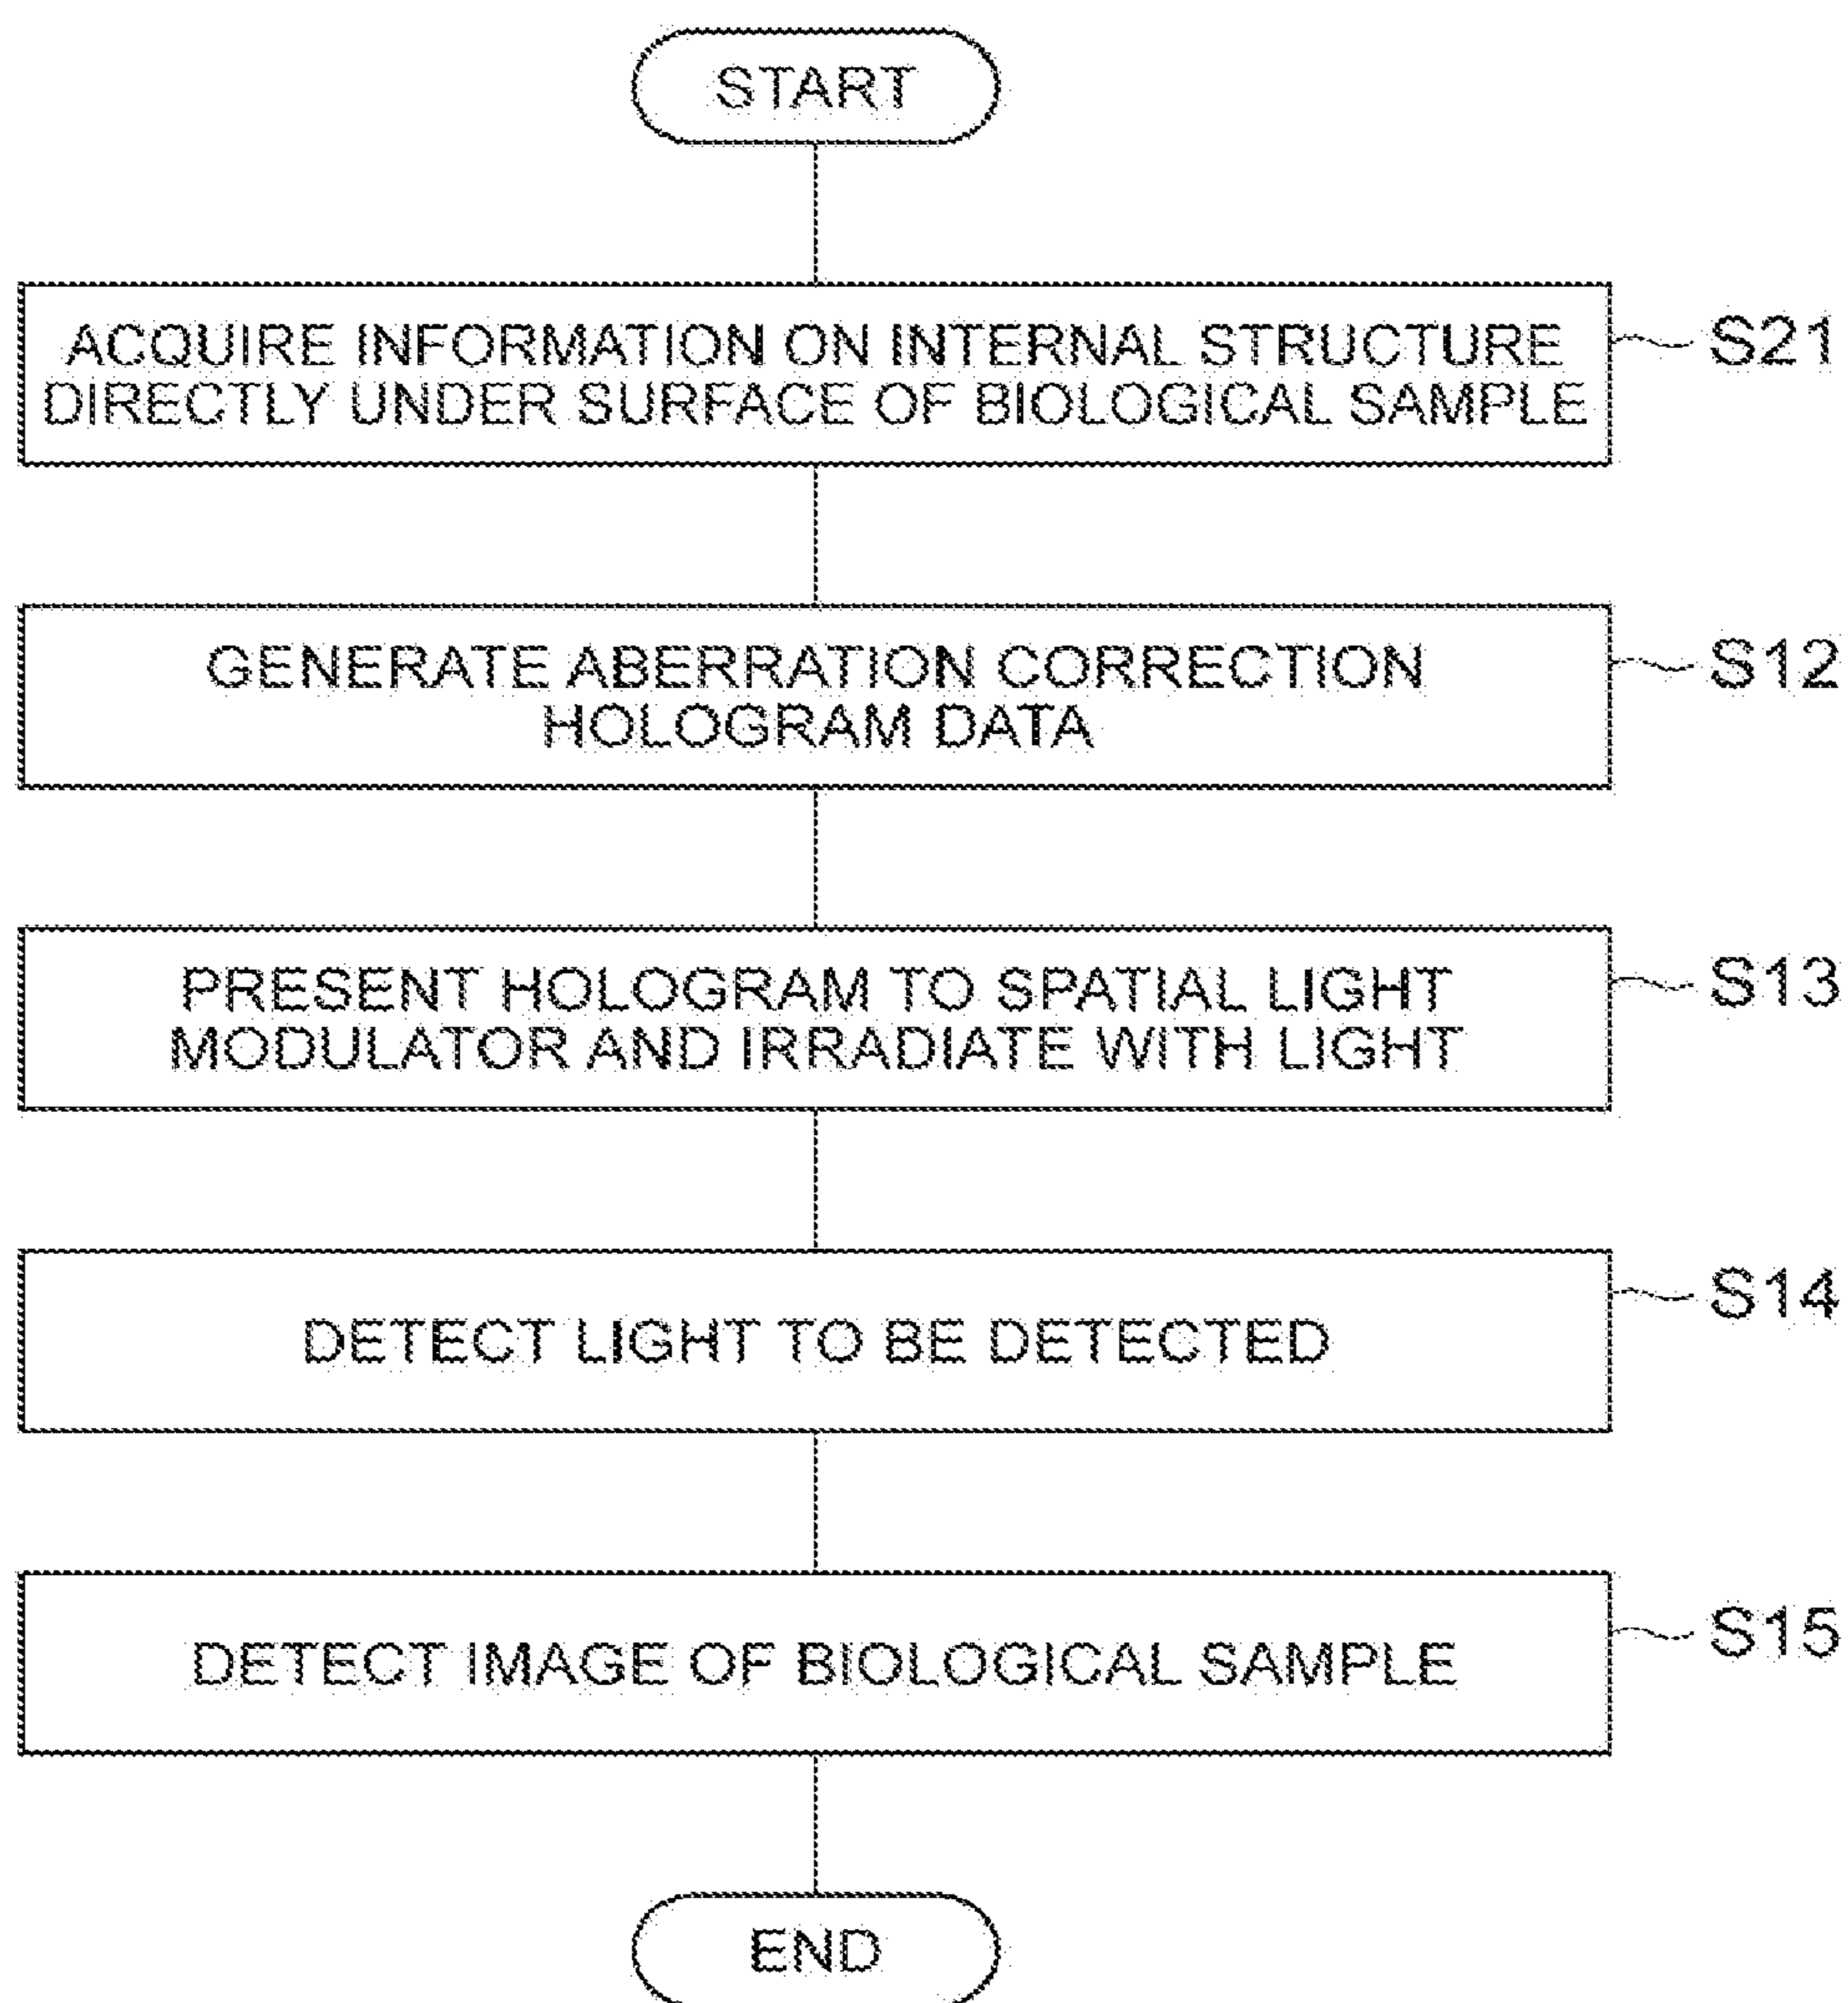 START
ACQUIRE INFORMATION ON INTERNAL STRUCTURE
DIRECTLY UNDER SURFACE OF BIOLOGICAL SAMPLE
S21
GENERATE ABERRATION CORRECTION
HOLOGRAM DATA
S12
PRESENT HOLOGRAM TO SPATIAL LIGHT
MODULATOR AND IRRADIATE WITH LIGHT
S13
DETECT LIGHT TO BE DETECTED
S14
DETECT IMAGE OF BIOLOGICAL SAMPLE
S15
END